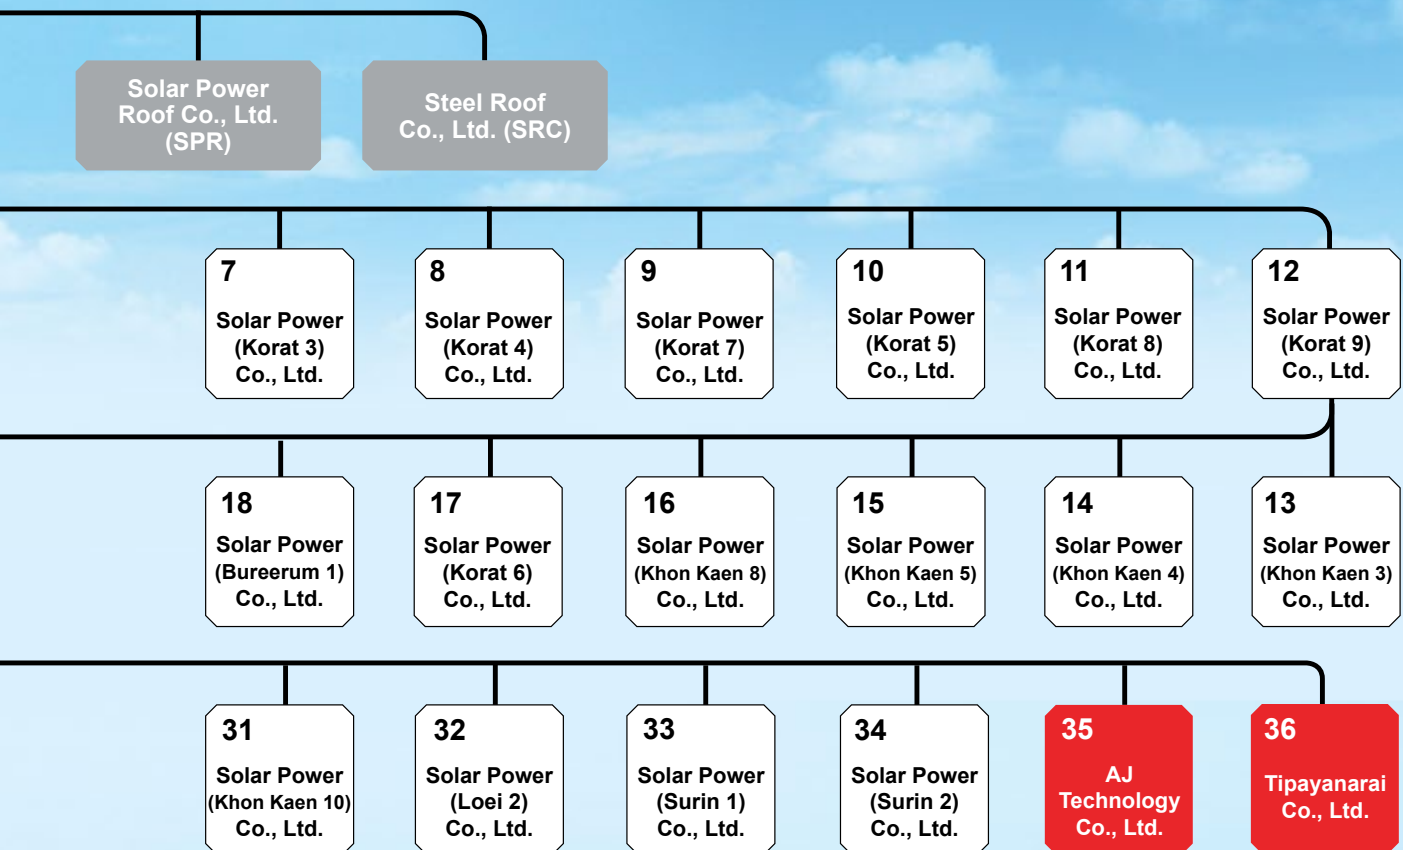 Solar Power
Roof Co., Ltd.
(SPR)
Steel Roof
Co., Ltd. (SRC)
7
Solar Power
(Korat 3)
Co., Ltd.
8
Solar Power
(Korat 4)
Co., Ltd.
9
Solar Power
(Korat 7)
Co., Ltd.
10
Solar Power
(Korat 5)
Co., Ltd.
11
Solar Power
(Korat 8)
Co., Ltd.
12
Solar Power
(Korat 9)
Co., Ltd.
18
Solar Power
(Bureerum 1)
Co., Ltd.
17
Solar Power
(Korat 6)
Co., Ltd.
16
Solar Power
(Khon Kaen 8)
Co., Ltd.
15
Solar Power
(Khon Kaen 5)
Co., Ltd.
14
Solar Power
(Khon Kaen 4)
Co., Ltd.
13
Solar Power
(Khon Kaen 3)
Co., Ltd.
31
Solar Power
(Khon Kaen 10)
Co., Ltd.
32
Solar Power
(Loei 2)
Co., Ltd.
33
Solar Power
(Surin 1)
Co., Ltd.
34
Solar Power
(Surin 2)
Co., Ltd.
35
AJ
Technology
Co., Ltd.
36
Tipayanarai
Co., Ltd.